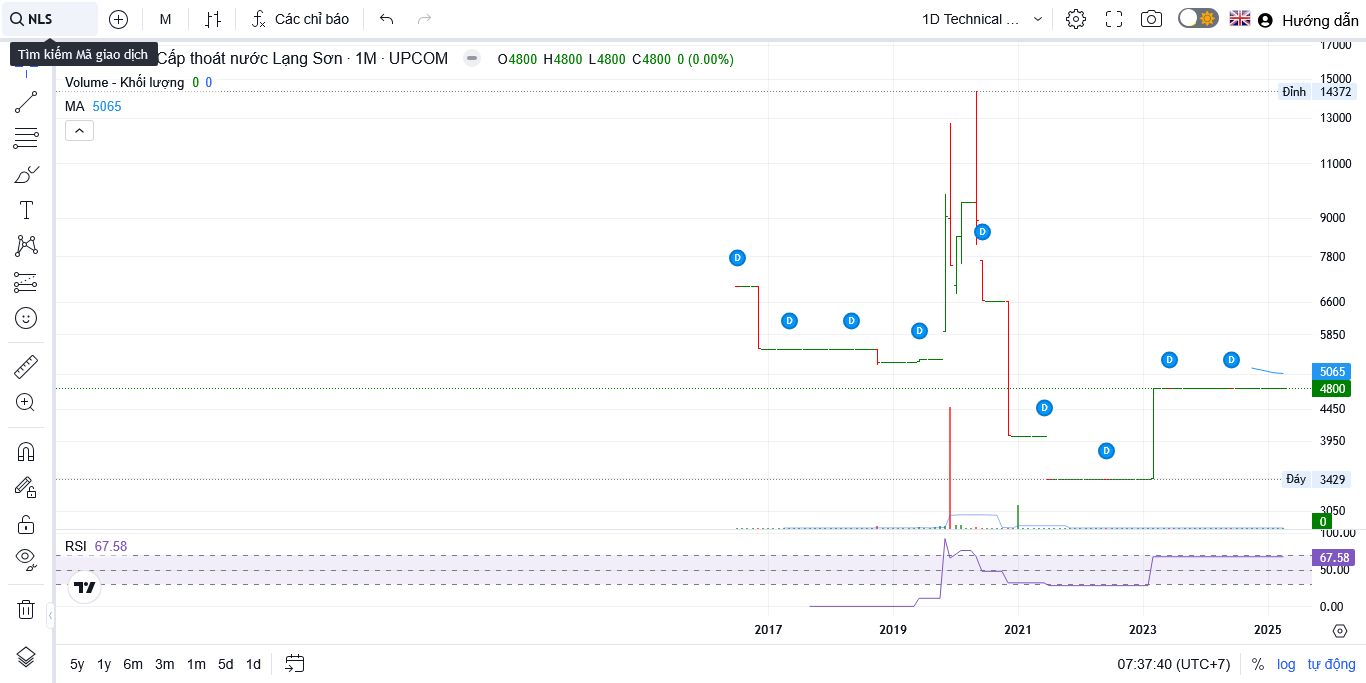 NLS
M
Các chỉ báo
1D Technical ...
Hướng dẫn
Tìm kiếm Mã giao dịch
Cấp thoát nước Lạng Sơn · 1M · UPCOM
O4800 H4800 L4800 C4800 0 (0.00%)
Volume - Khối lượng 0 0
MA 5065
17000
15000
Đỉnh 14372
13000
11000
9000
7800
6600
5850
5065
4800
4450
3950
Đáy 3429
3050
0
D
D
D
D
D
D
D
D
D
RSI 67.58
100.00
67.58
50.00
0.00
2017 2019 2021 2023 2025
5y 1y 6m 3m 1m 5d 1d
07:37:40 (UTC+7) % log tự động